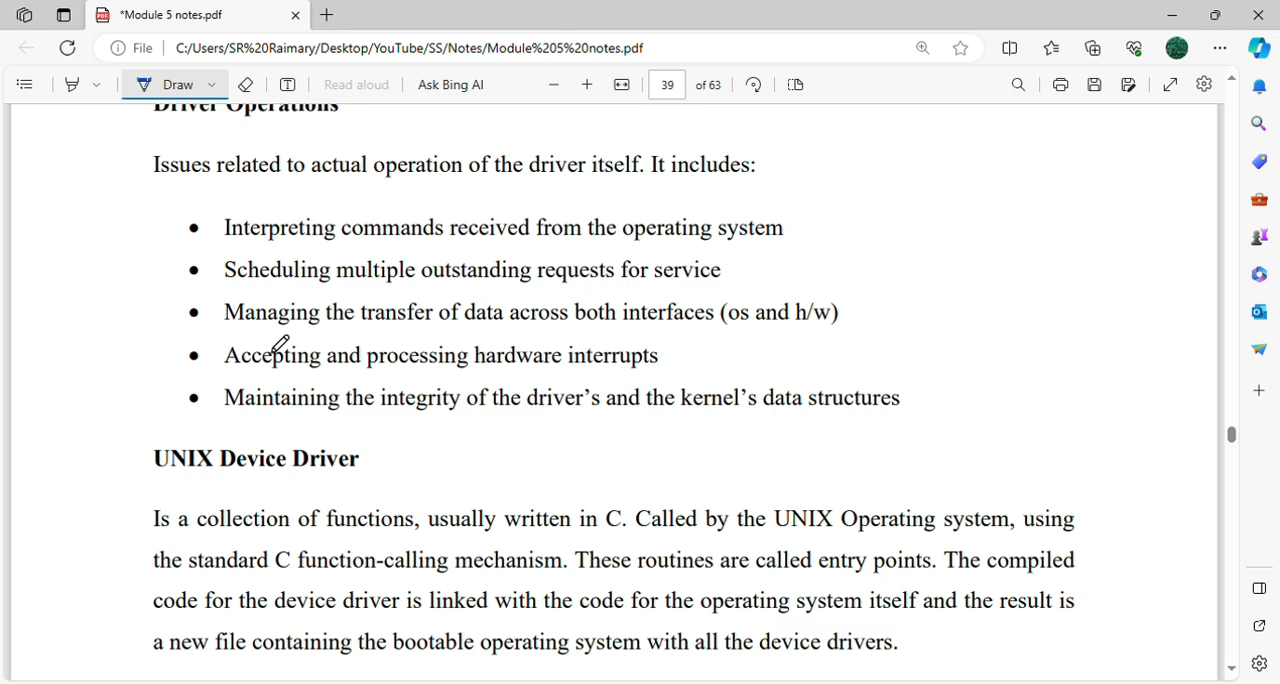 *Module 5 notes.pdf
File
C:/Users/SR%20Raimary/Desktop/YouTube/SS/Notes/Module%205%20notes.pdf
Draw
Read aloud
Ask Bing AI
39 of 63
Driver Operations
Issues related to actual operation of the driver itself. It includes:
• Interpreting commands received from the operating system
• Scheduling multiple outstanding requests for service
• Managing the transfer of data across both interfaces (os and h/w)
• Accepting and processing hardware interrupts
• Maintaining the integrity of the driver’s and the kernel’s data structures
UNIX Device Driver
Is a collection of functions, usually written in C. Called by the UNIX Operating system, using
the standard C function-calling mechanism. These routines are called entry points. The compiled
code for the device driver is linked with the code for the operating system itself and the result is
a new file containing the bootable operating system with all the device drivers.